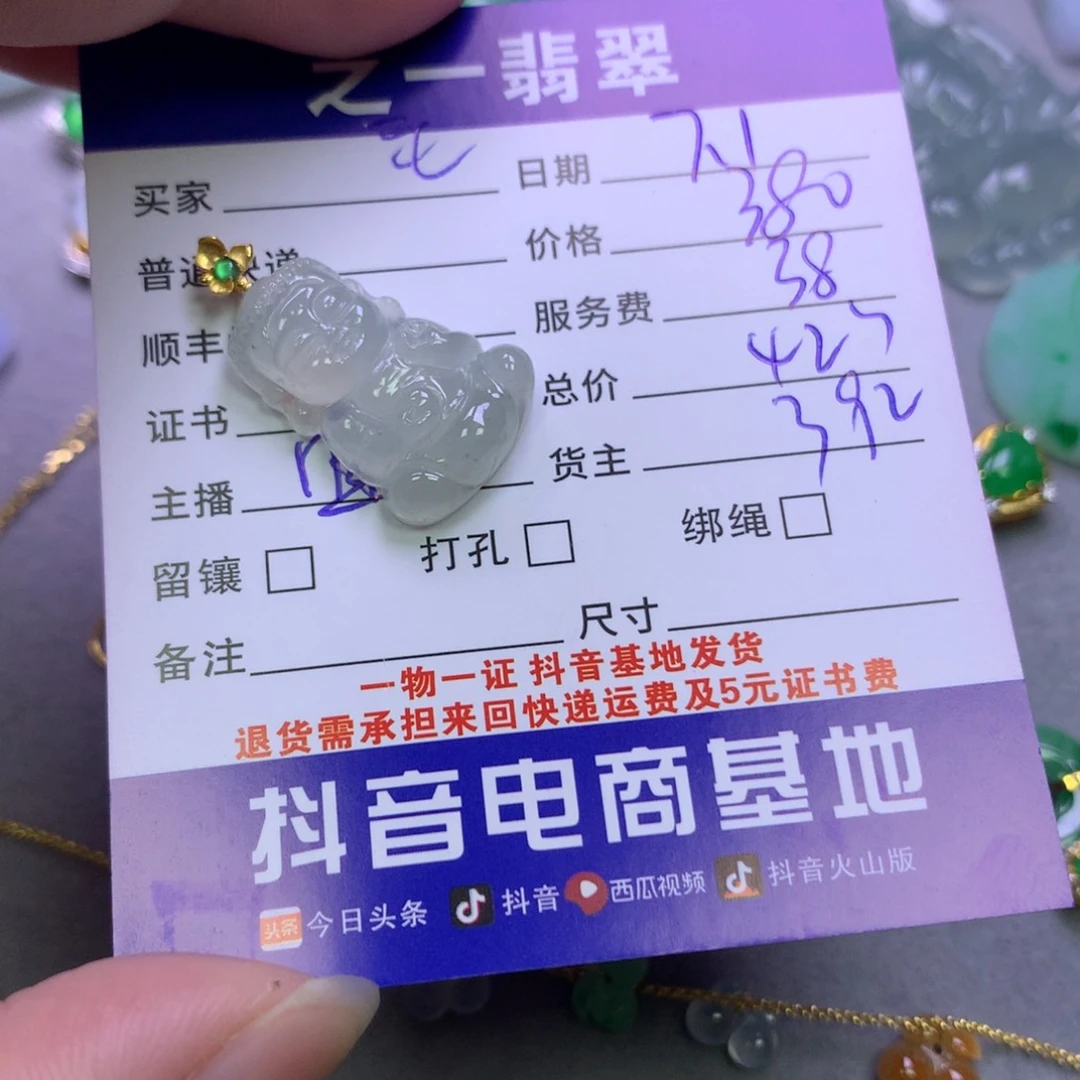 之一翡翠
买家 日期 7.1
普通快递 价格 380
顺丰 服务费 38
证书 总价 423
主播 货主 392
留镶 □ 打孔 □ 绑绳 □
备注 尺寸
一物一证 抖音基地发货
退货需承担来回快递运费及5元证书费
抖音电商基地
头条 今日头条 抖音 西瓜视频 抖音火山版